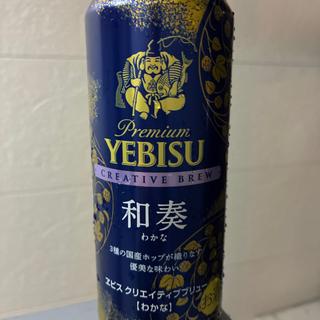 Premium
YEBISU
CREATIVE BREW
和奏
わかな
3種の国産ホップが織りなす
優美な味わい
ヱビス クリエイティブブリュー
【わかな】